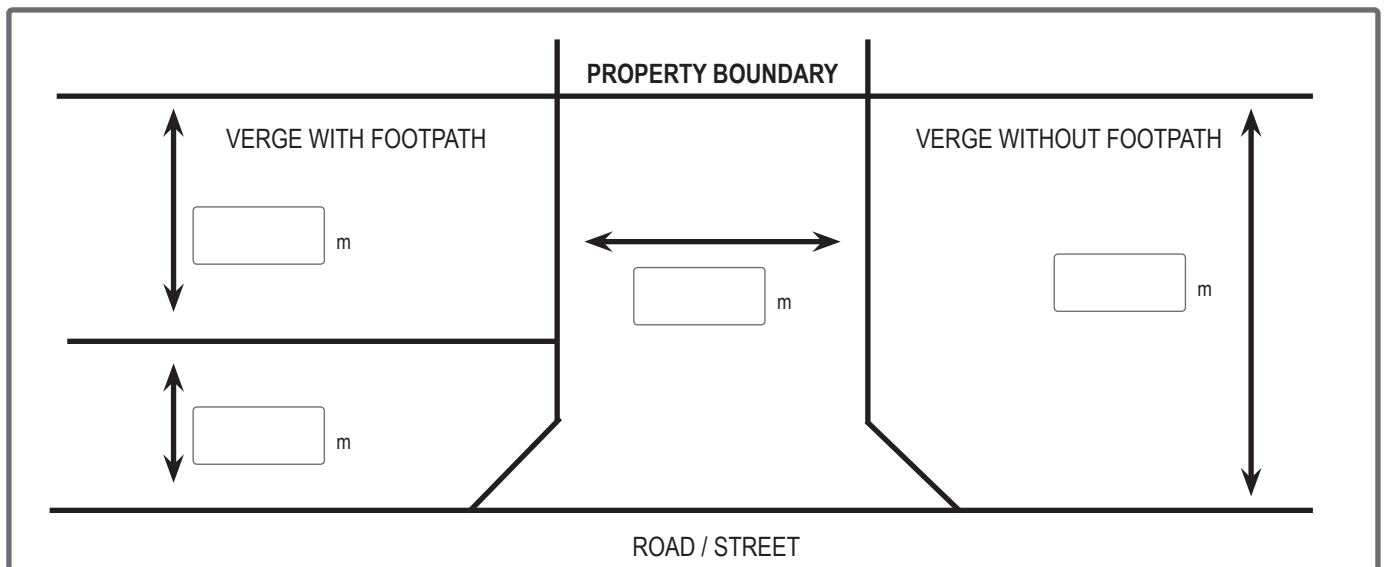 PROPERTY BOUNDARY
VERGE WITH FOOTPATH
VERGE WITHOUT FOOTPATH
m
m
m
m
ROAD / STREET